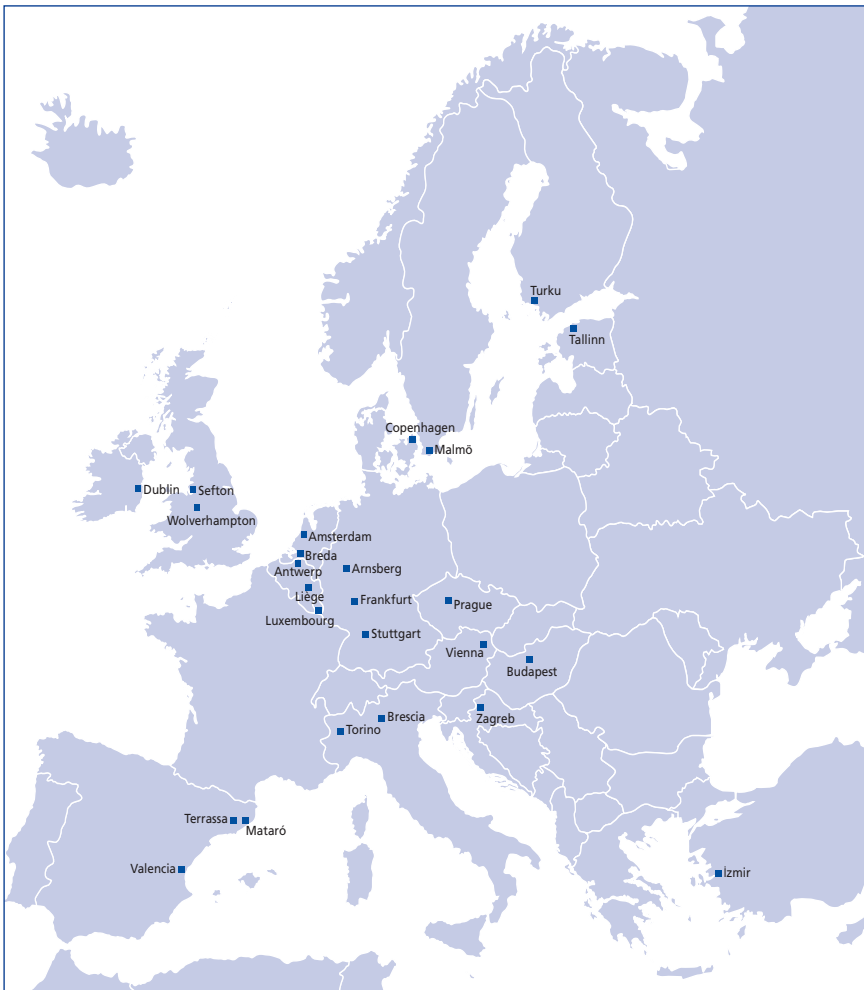 Turku
Tallinn
Copenhagen
Malmö
Dublin
Sefton
Wolverhampton
Amsterdam
Breda
Antwerp
Arnsberg
Liège
Frankfurt
Prague
Luxembourg
Stuttgart
Vienna
Budapest
Brescia
Zagreb
Torino
Terrassa
Mataró
Valencia
İzmir